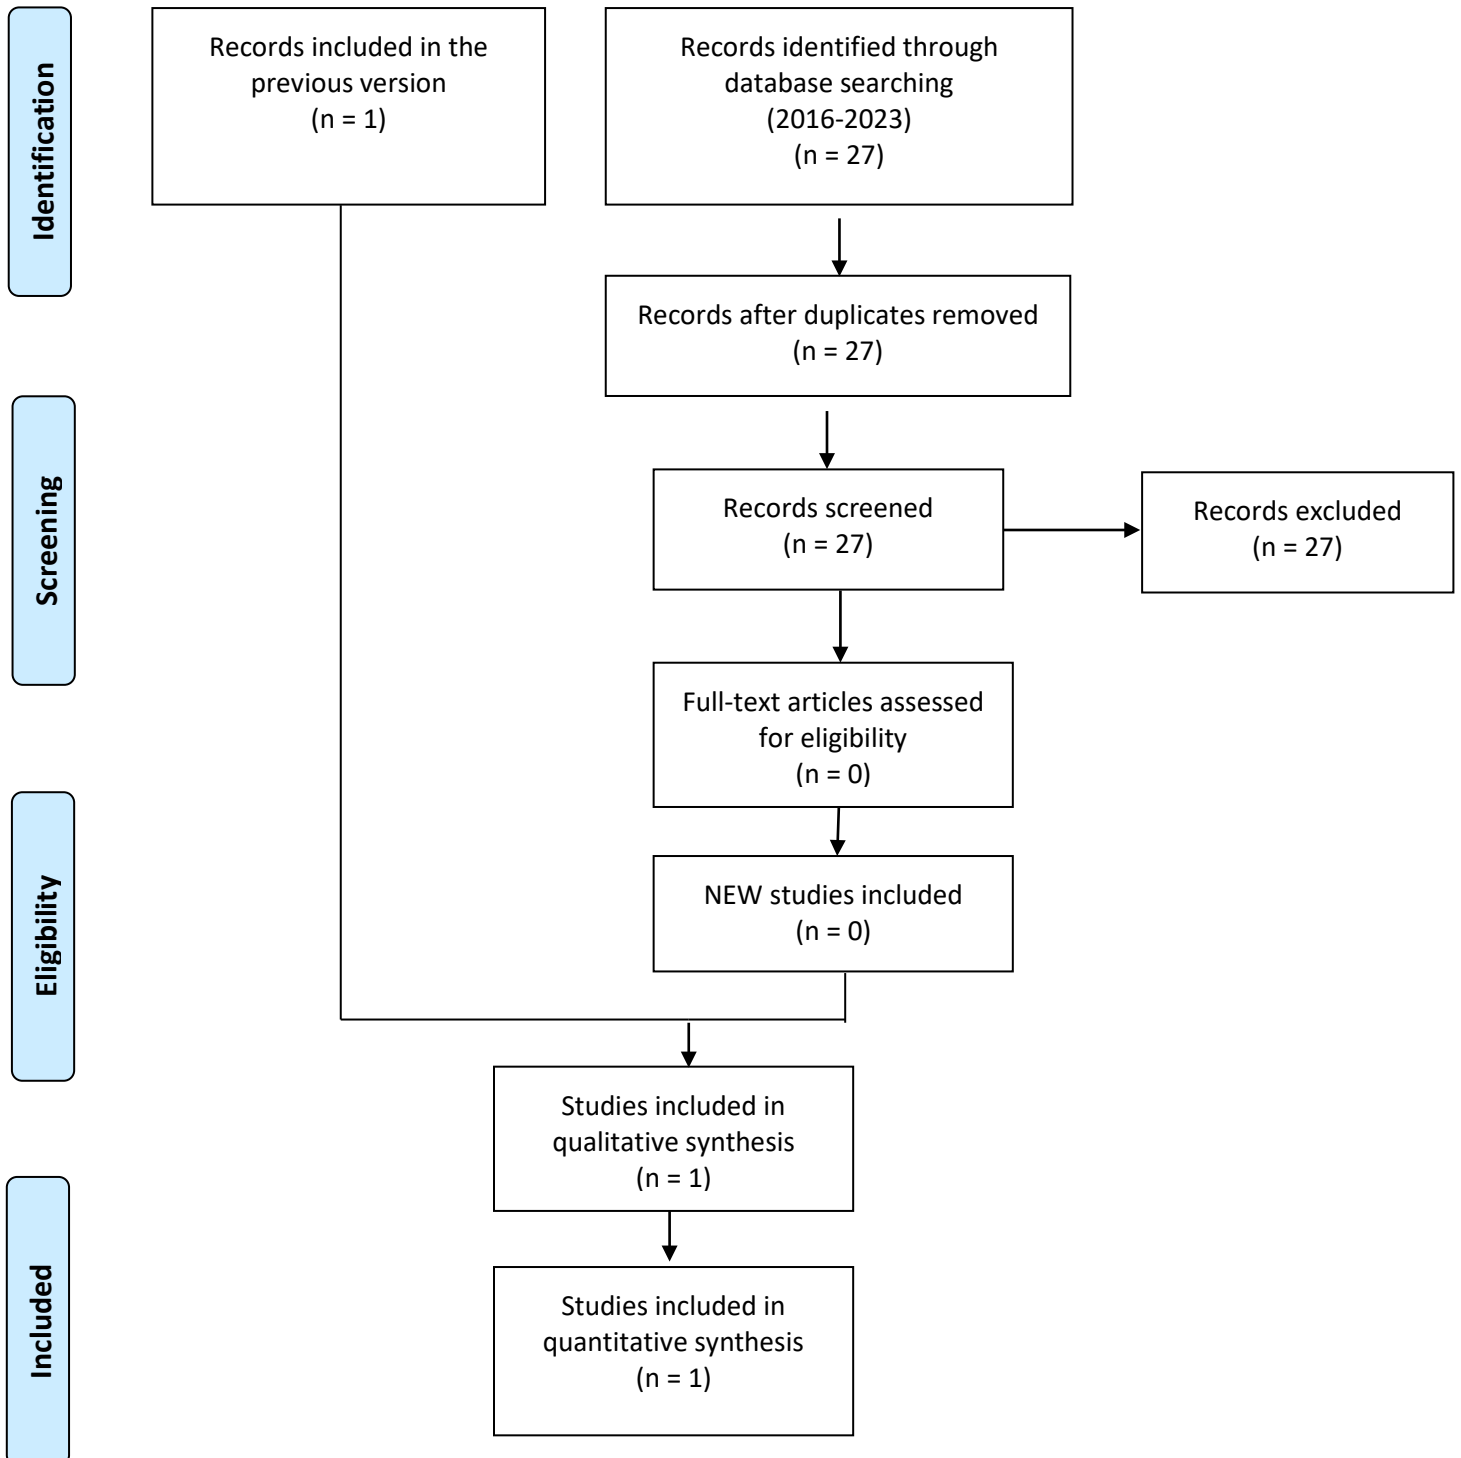 Identification
Records included in the
previous version
(n = 1)
Records identified through
database searching
(2016-2023)
(n = 27)
Records after duplicates removed
(n = 27)
Screening
Records screened
(n = 27)
Records excluded
(n = 27)
Full-text articles assessed
for eligibility
(n = 0)
Eligibility
NEW studies included
(n = 0)
Studies included in
qualitative synthesis
(n = 1)
Included
Studies included in
quantitative synthesis
(n = 1)